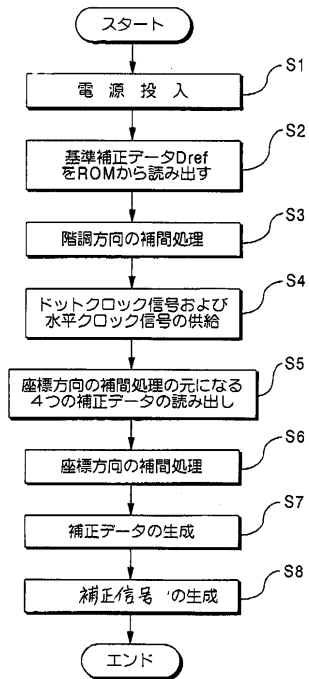 スタート
S1
電源投入
S2
基準補正データDref
をROMから読み出す
S3
階調方向の補間処理
S4
ドットクロック信号および
水平クロック信号の供給
S5
座標方向の補間処理の元になる
4つの補正データの読み出し
S6
座標方向の補間処理
S7
補正データの生成
S8
補正信号の生成
エンド